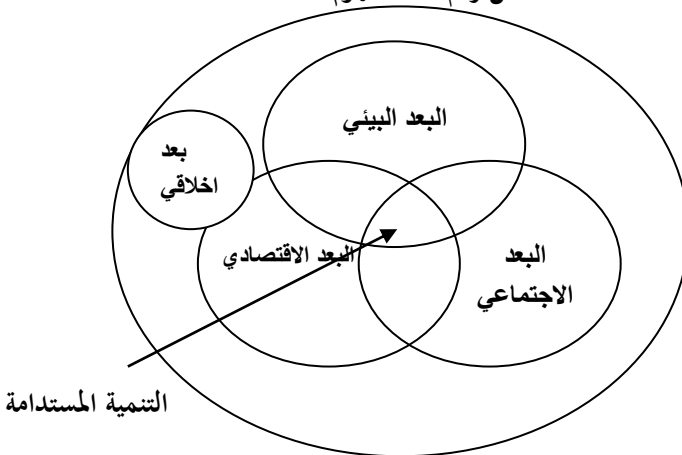 البعد البيئي
بعد
اخلاقي
البعد الاقتصادي
البعد
الاجتماعي
التنمية المستدامة